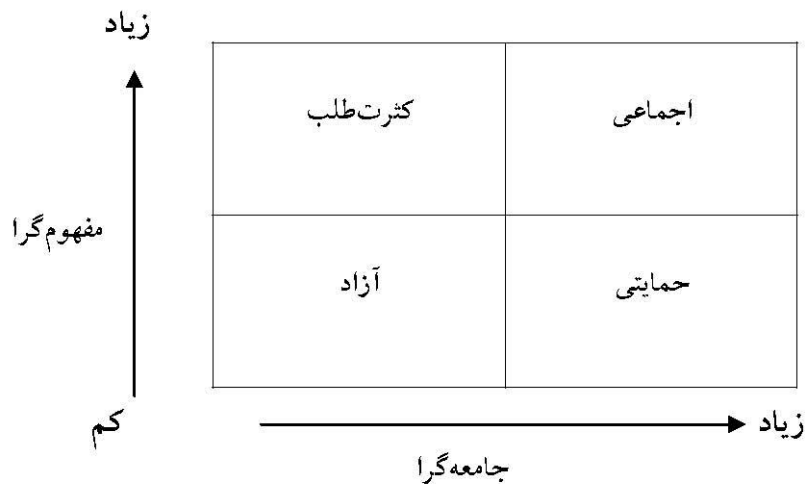 زیاد
اجماعی
کثرت‌طلب
مفهوم‌گرا
حمایتی
آزاد
کم
زیاد
جامعه‌گرا